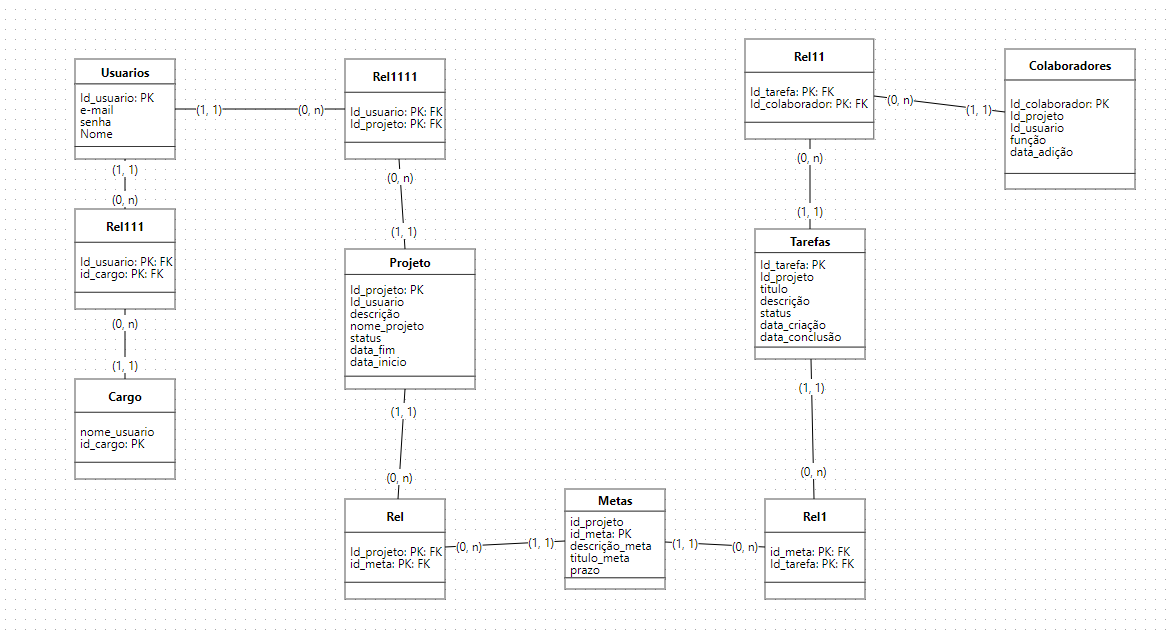 Usuarios
Id_usuario: PK
e-mail
senha
Nome
(1, 1)
(0, n)
Rel1111
Id_usuario: PK: FK
Id_projeto: PK: FK
Rel11
Id_tarefa: PK: FK
Id_colaborador: PK: FK
(0, n)
(1, 1)
Colaboradores
Id_colaborador: PK
Id_projeto
Id_usuario
função
data_adição
(1, 1)
(0, n)
Rel111
Id_usuario: PK: FK
id_cargo: PK: FK
(0, n)
(1, 1)
Cargo
nome_usuario
id_cargo: PK
(0, n)
(1, 1)
Projeto
Id_projeto: PK
Id_usuario
descrição
nome_projeto
status
data_fim
data_inicio
(1, 1)
(0, n)
Rel
Id_projeto: PK: FK
id_meta: PK: FK
(0, n)
(1, 1)
Metas
id_projeto
id_meta: PK
descrição_meta
titulo_meta
prazo
(1, 1)
(0, n)
(0, n)
(1, 1)
Tarefas
Id_tarefa: PK
Id_projeto
titulo
descrição
status
data_criação
data_conclusão
(1, 1)
(0, n)
Rel1
id_meta: PK: FK
Id_tarefa: PK: FK